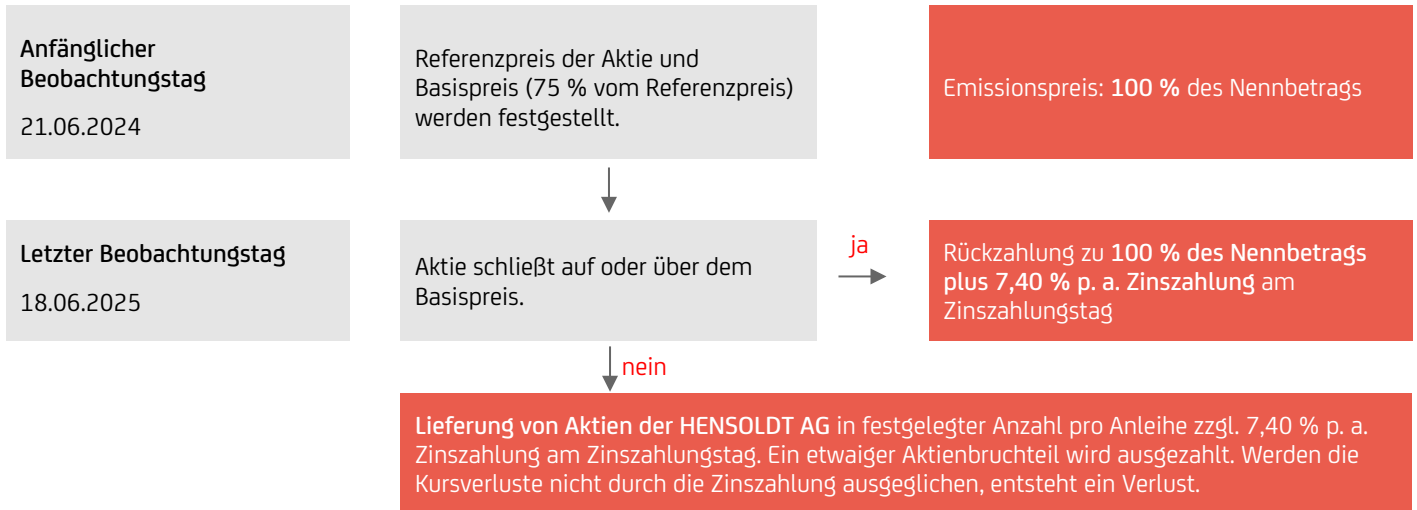 Anfänglicher
Beobachtungstag
21.06.2024
Referenzpreis der Aktie und
Basispreis (75 % vom Referenzpreis)
werden festgestellt.
Emissionspreis: 100 % des Nennbetrags
Letzter Beobachtungstag
18.06.2025
Aktie schließt auf oder über dem
Basispreis.
ja
Rückzahlung zu 100 % des Nennbetrags
plus 7,40 % p. a. Zinszahlung am
Zinszahlungstag
nein
Lieferung von Aktien der HENSOLDT AG in festgelegter Anzahl pro Anleihe zzgl. 7,40 % p. a.
Zinszahlung am Zinszahlungstag. Ein etwaiger Aktienbruchteil wird ausgezahlt. Werden die
Kursverluste nicht durch die Zinszahlung ausgeglichen, entsteht ein Verlust.